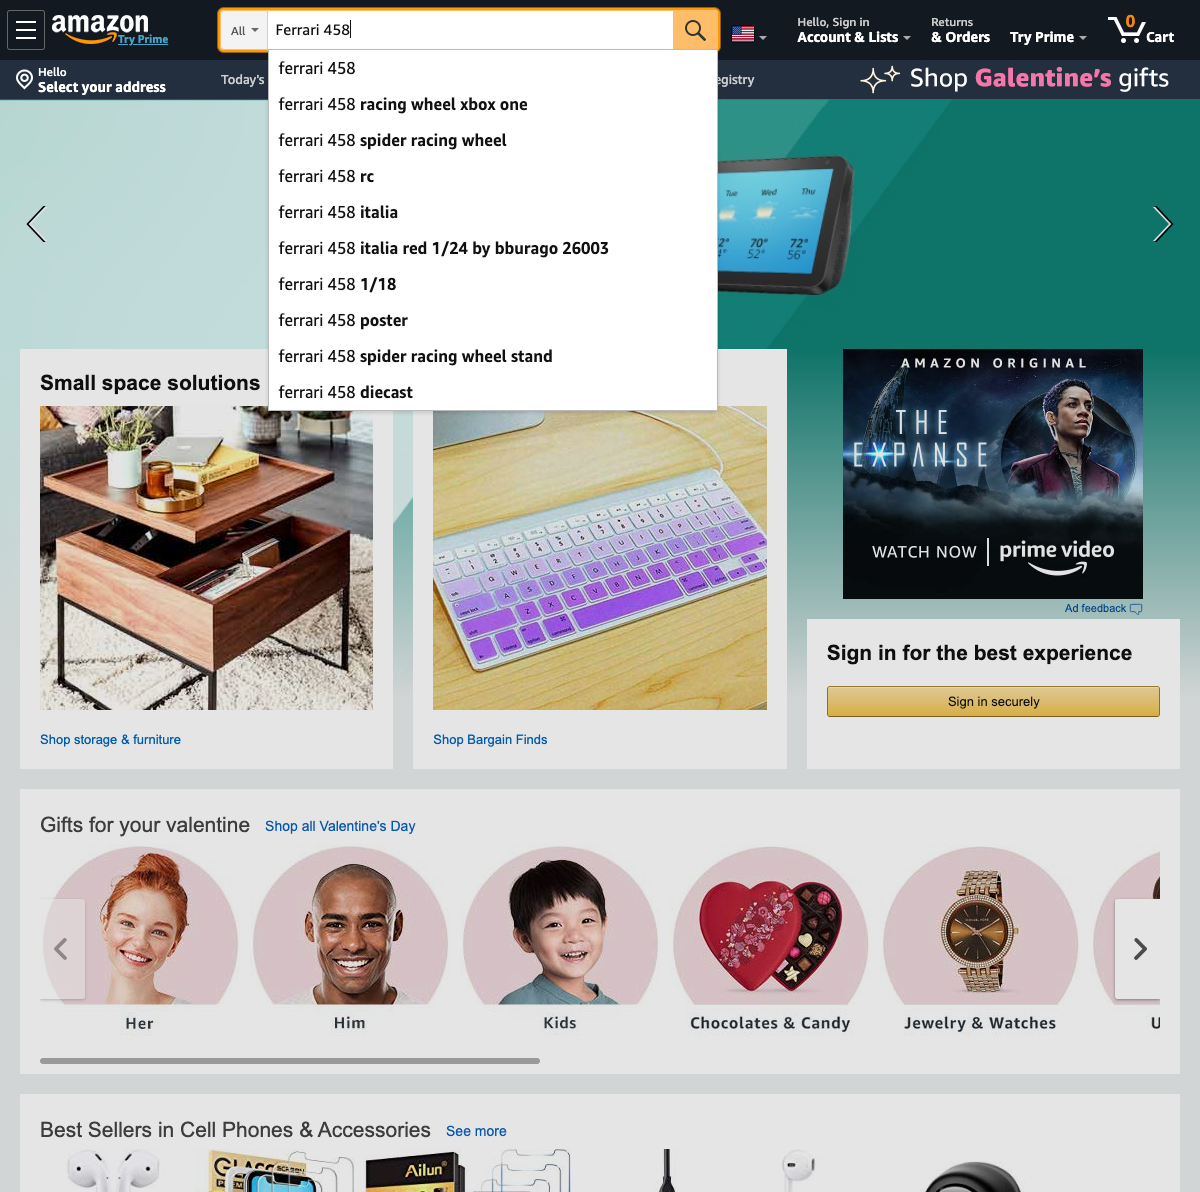 amazon
Try Prime
All
Ferrari 458
Hello, Sign in
Account & Lists
Returns
& Orders
Try Prime
0
Cart
Hello
Select your address
Today's
egistry
Shop Galentine's gifts
ferrari 458
ferrari 458 racing wheel xbox one
ferrari 458 spider racing wheel
ferrari 458 rc
ferrari 458 italia
ferrari 458 italia red 1/24 by bburago 26003
ferrari 458 1/18
ferrari 458 poster
ferrari 458 spider racing wheel stand
ferrari 458 diecast
Tue Wed Thu
2° 70° 72°
52° 56°
Small space solutions
Shop storage & furniture
Shop Bargain Finds
AMAZON ORIGINAL
THE
EXPANSE
WATCH NOW | prime video
Ad feedback
Sign in for the best experience
Sign in securely
Gifts for your valentine
Shop all Valentine's Day
Her
Him
Kids
Chocolates & Candy
Jewelry & Watches
U
Best Sellers in Cell Phones & Accessories
See more
Ailun